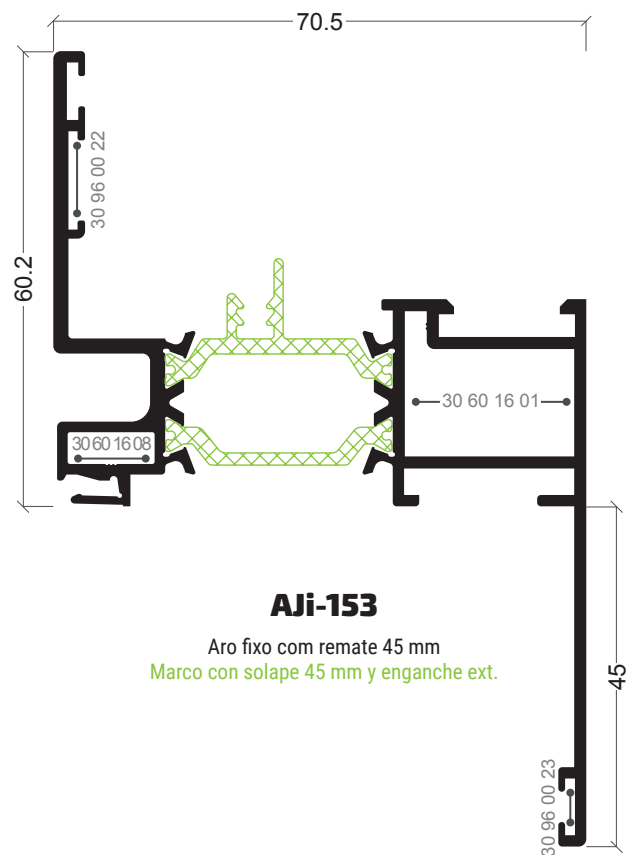 70.5
30 96 00 22
60.2
30 60 16 01
30 60 16 08
AJi-153
Aro fixo com remate 45 mm
Marco con solape 45 mm y enganche ext.
45
30 96 00 23